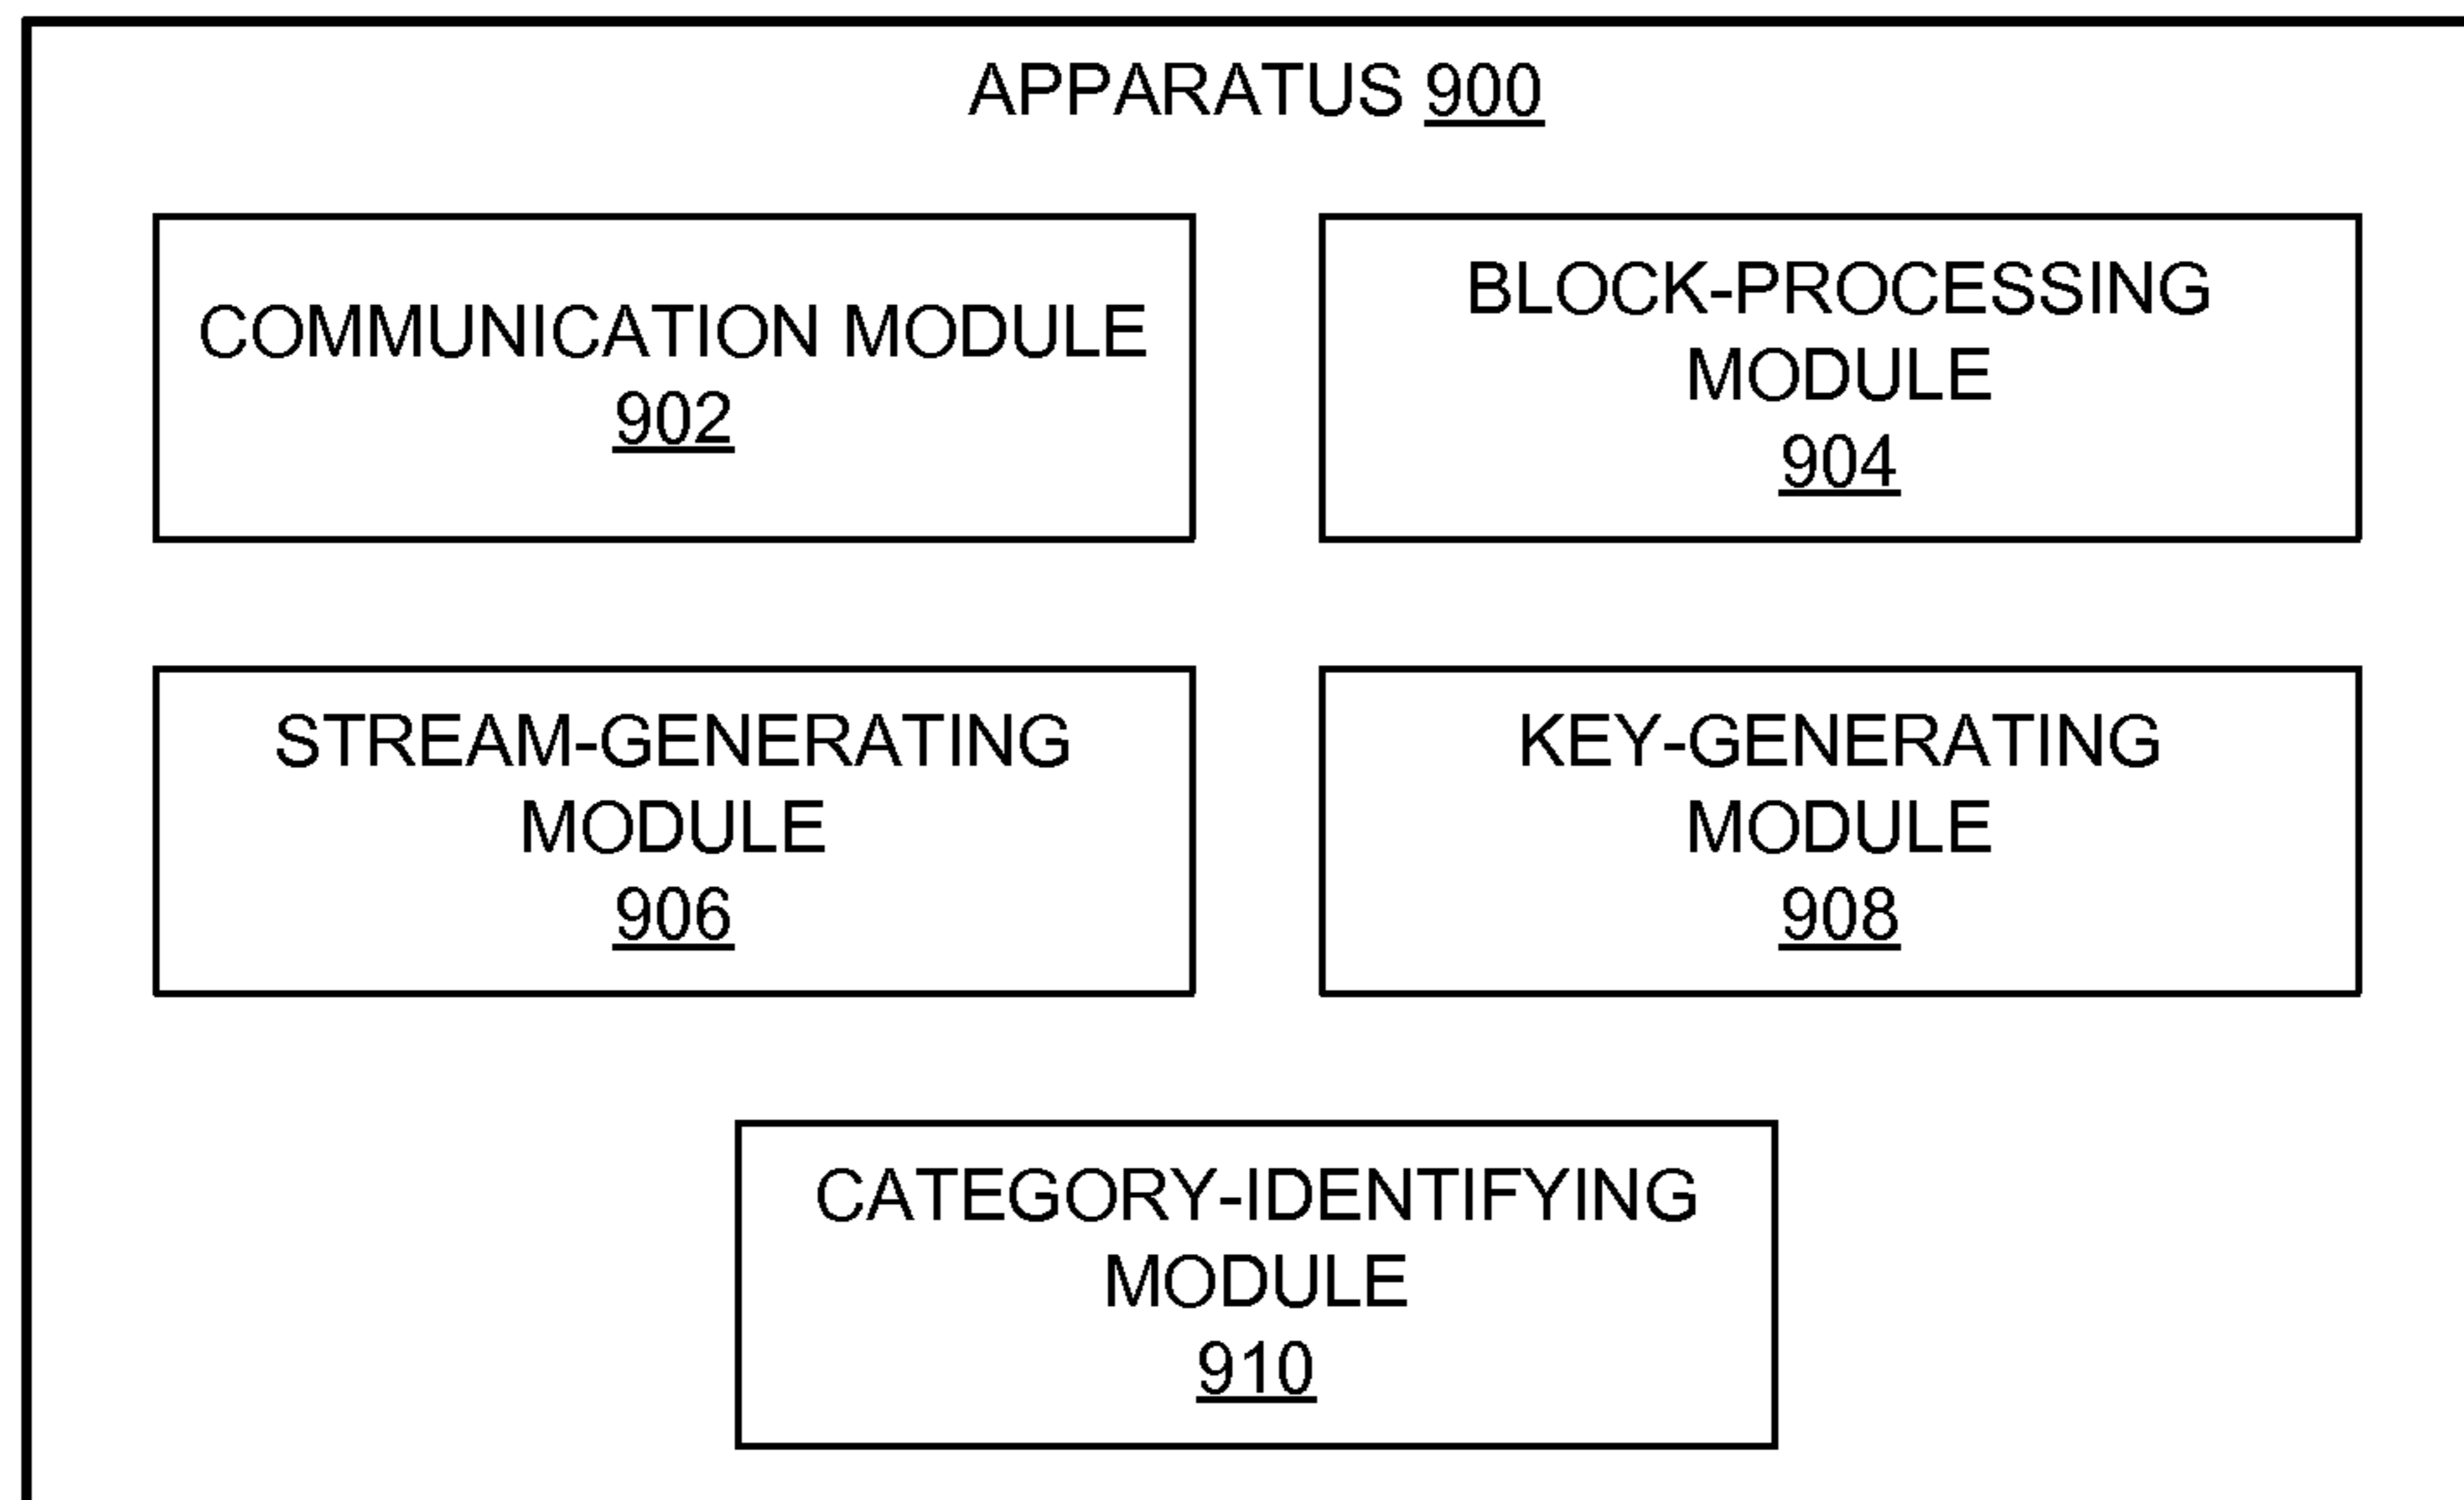 APPARATUS 900
COMMUNICATION MODULE
902
BLOCK-PROCESSING
MODULE
904
STREAM-GENERATING
MODULE
906
KEY-GENERATING
MODULE
908
CATEGORY-IDENTIFYING
MODULE
910